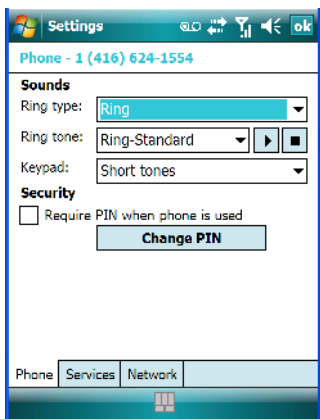 Settings ok
Phone - 1 (416) 624-1554
Sounds
Ring type: Ring
Ring tone: Ring-Standard
Keypad: Short tones
Security
Require PIN when phone is used
Change PIN
Phone Services Network